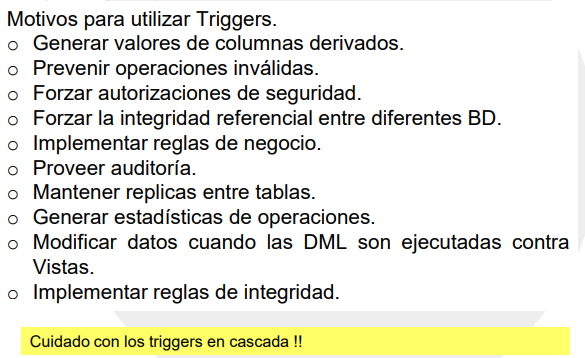 Motivos para utilizar Triggers.
o Generar valores de columnas derivados.
o Prevenir operaciones inválidas.
o Forzar autorizaciones de seguridad.
o Forzar la integridad referencial entre diferentes BD.
o Implementar reglas de negocio.
o Proveer auditoría.
o Mantener replicas entre tablas.
o Generar estadísticas de operaciones.
o Modificar datos cuando las DML son ejecutadas contra
Vistas.
o Implementar reglas de integridad.
Cuidado con los triggers en cascada !!